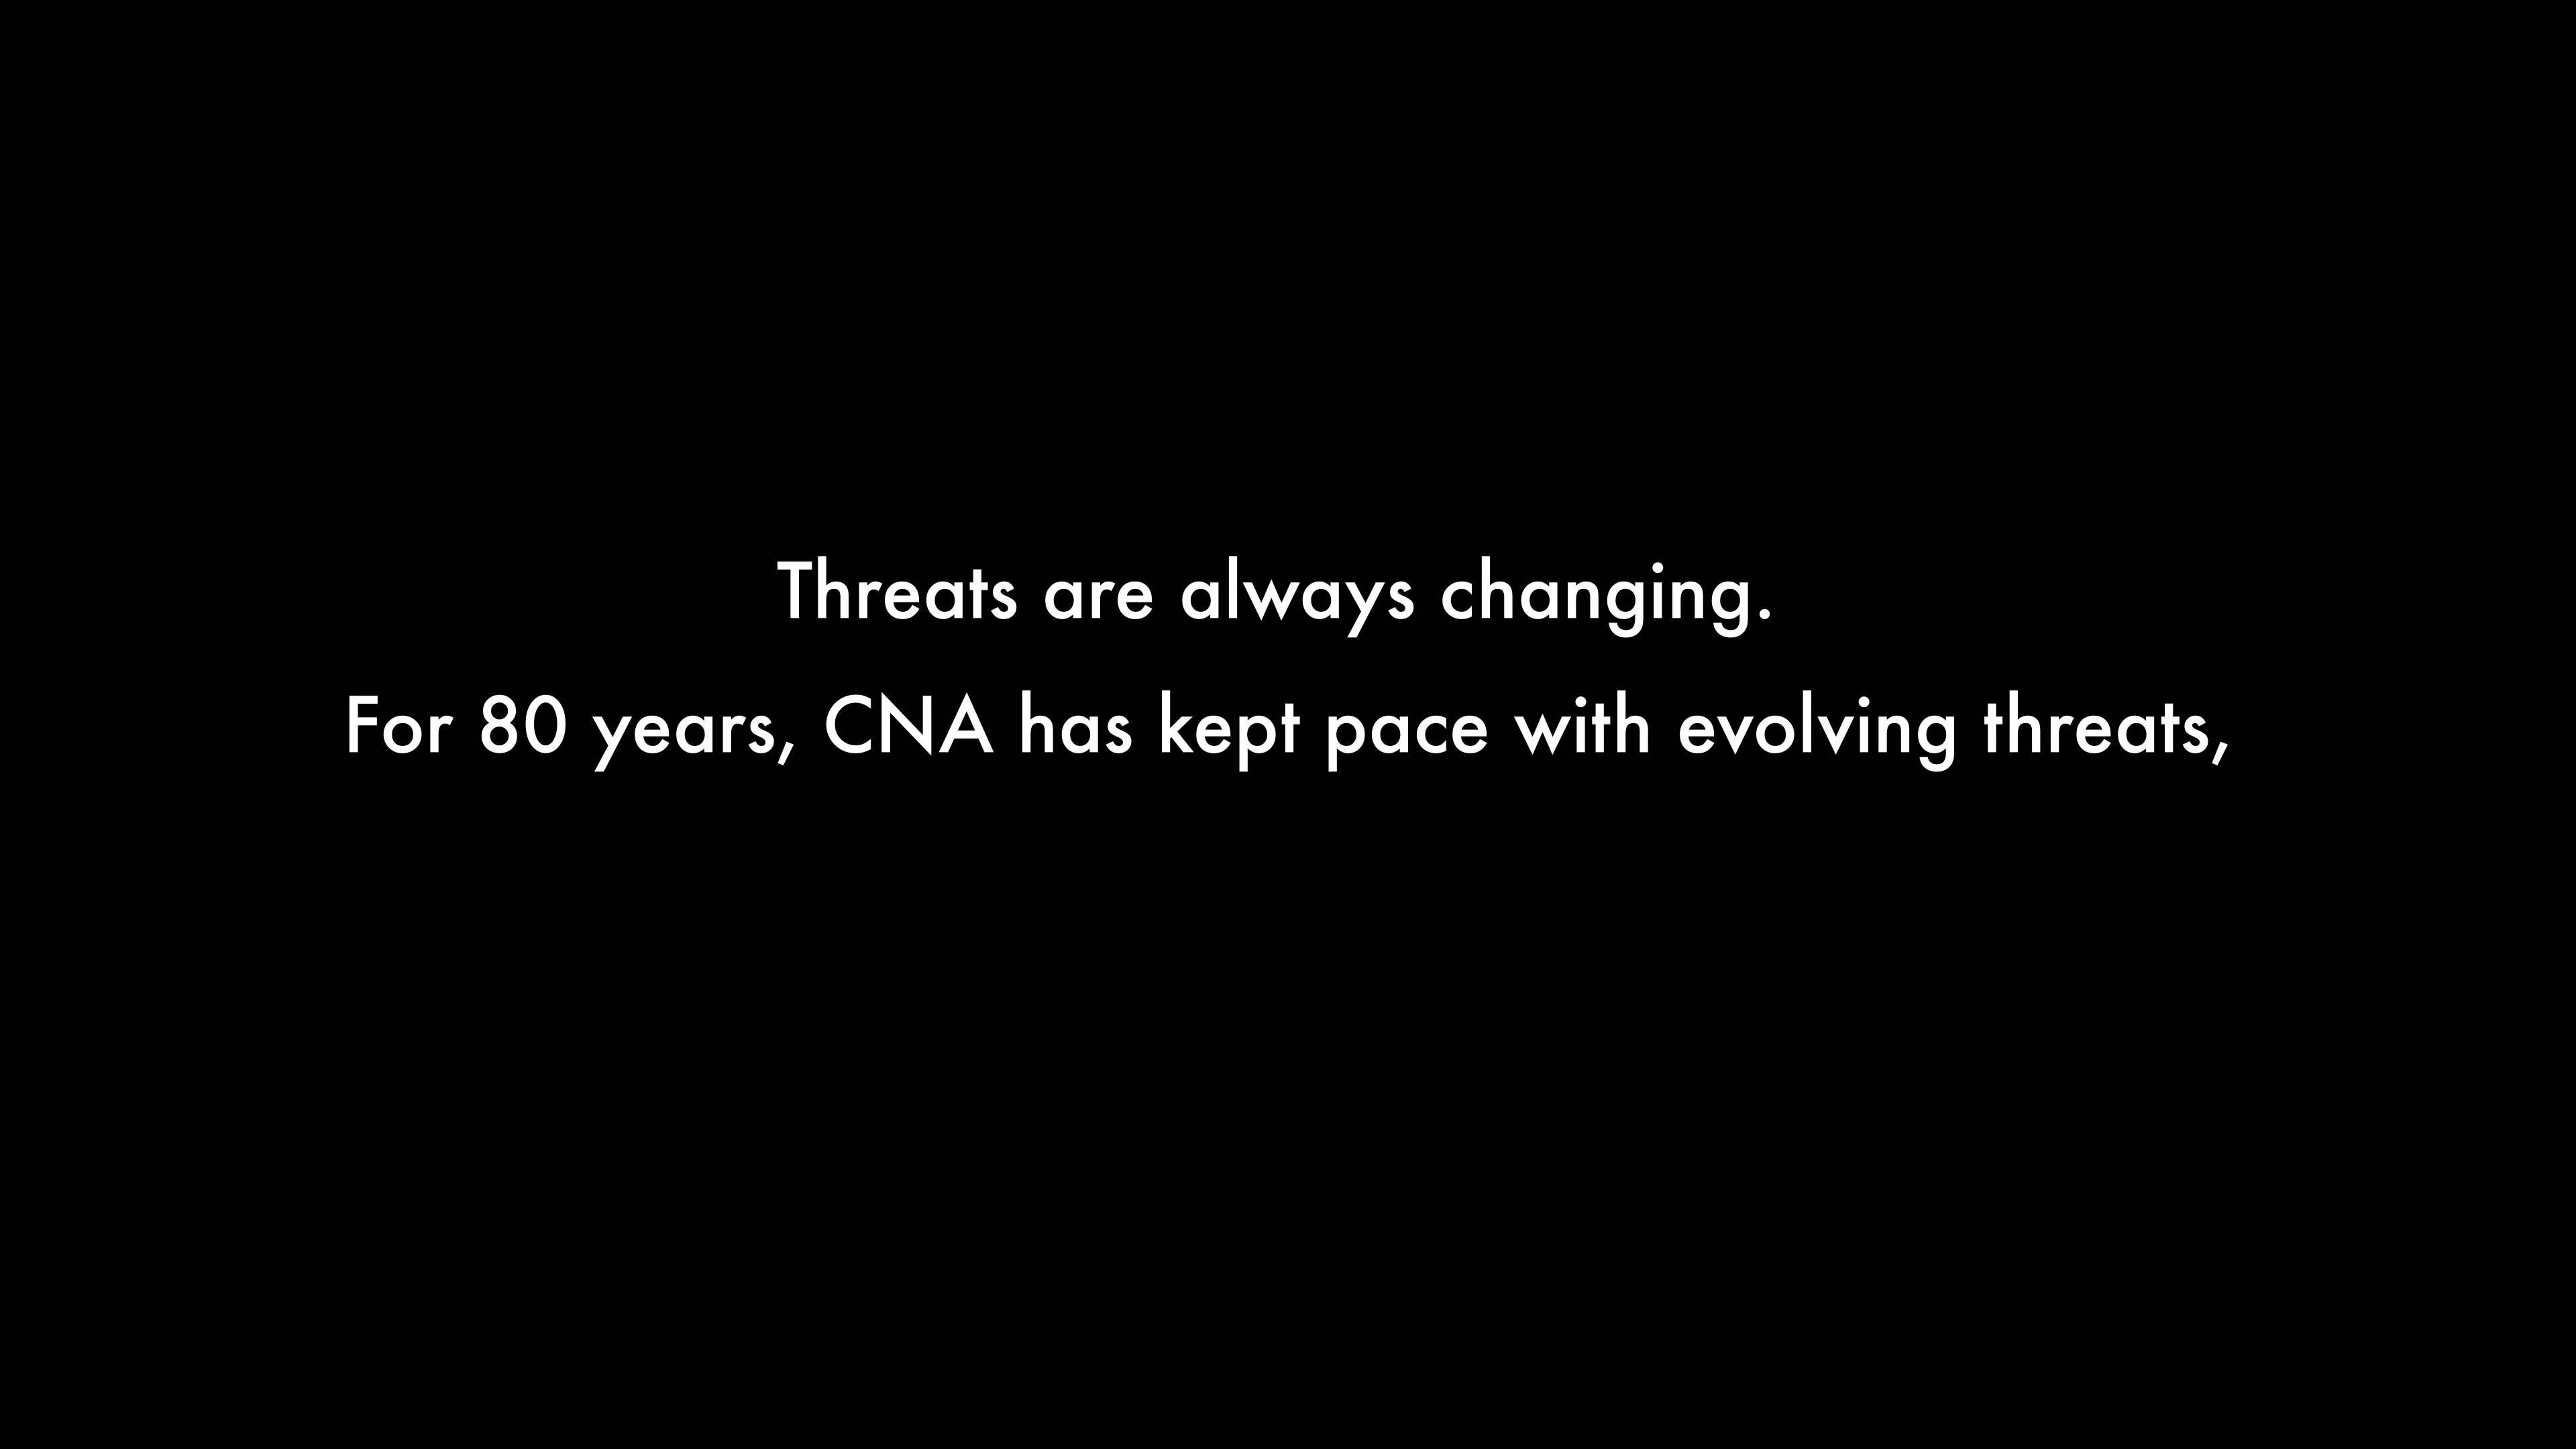 Threats are always changing.
For 80 years, CNA has kept pace with evolving threats,